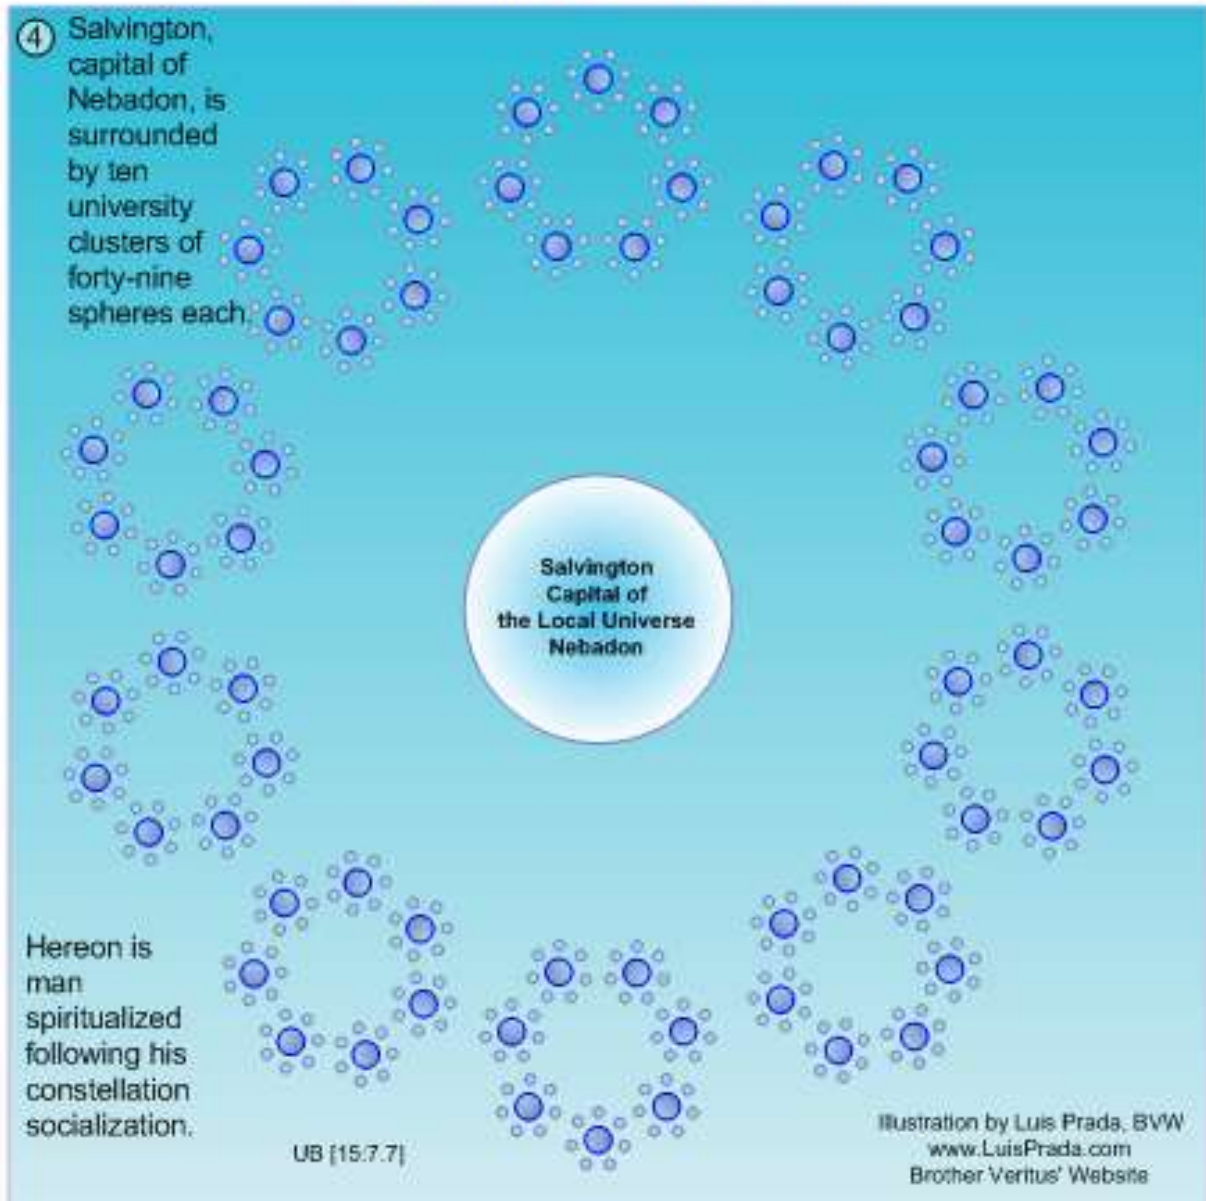 4
Salvington,
capital of
Nebadon, is
surrounded
by ten
university
clusters of
forty-nine
spheres each.
Salvington
Capital of
the Local Universe
Nebadon
Hereon is
man
spiritualized
following his
constellation
socialization.
UB [15:7.7]
Illustration by Luis Prada, BVW
www.LuisPrada.com
Brother Veritus' Website